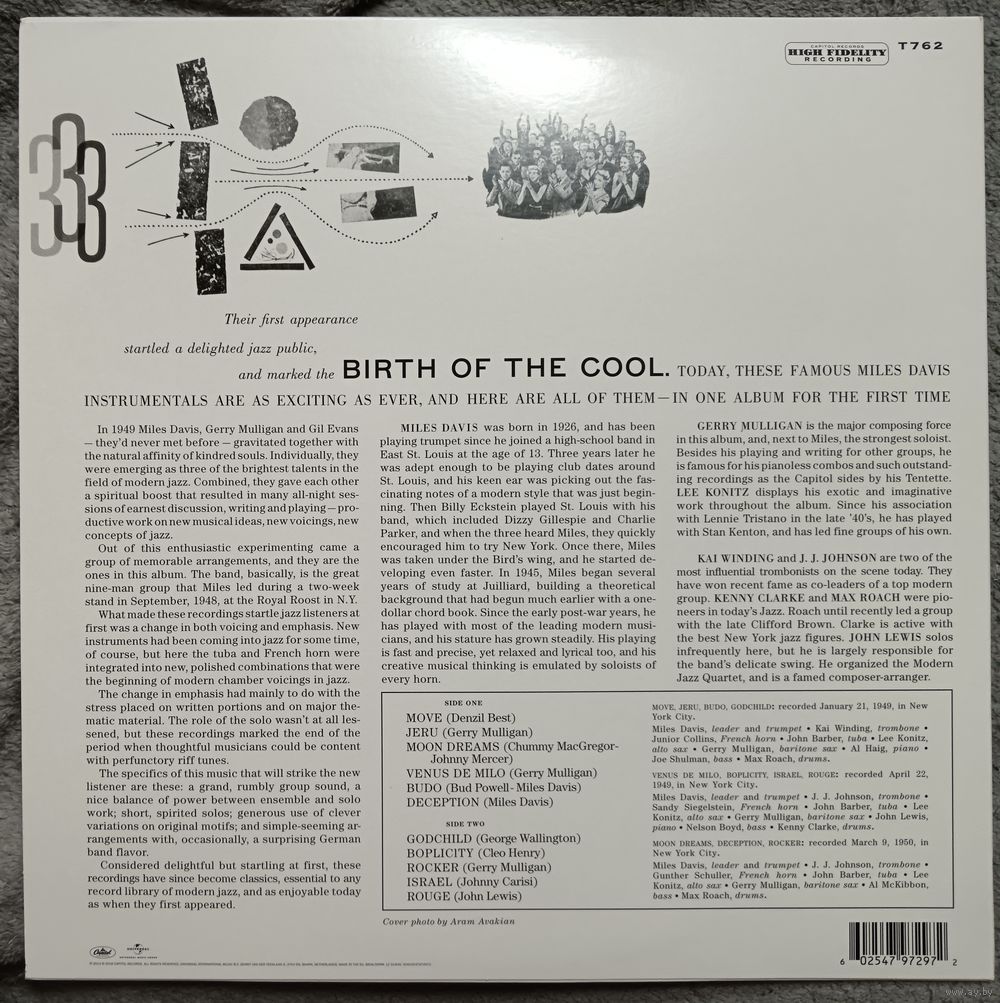 CAPITOL RECORDS
HIGH FIDELITY
RECORDING
T762
333
Their first appearance
startled a delighted jazz public,
and marked the BIRTH OF THE COOL. TODAY, THESE FAMOUS MILES DAVIS
INSTRUMENTALS ARE AS EXCITING AS EVER, AND HERE ARE ALL OF THEM—IN ONE ALBUM FOR THE FIRST TIME
In 1949 Miles Davis, Gerry Mulligan and Gil Evans
— they'd never met before — gravitated together with
the natural affinity of kindred souls. Individually, they
were emerging as three of the brightest talents in the
field of modern jazz. Combined, they gave each other
a spiritual boost that resulted in many all-night ses-
sions of earnest discussion, writing and playing — pro-
ductive work on new musical ideas, new voicings, new
concepts of jazz.
Out of this enthusiastic experimenting came a
group of memorable arrangements, and they are the
ones in this album. The band, basically, is the great
nine-man group that Miles led during a two-week
stand in September, 1948, at the Royal Roost in N.Y.
What made these recordings startle jazz listeners at
first was a change in both voicing and emphasis. New
instruments had been coming into jazz for some time,
of course, but here the tuba and French horn were
integrated into new, polished combinations that were
the beginning of modern chamber voicings in jazz.
The change in emphasis had mainly to do with the
stress placed on written portions and on major the-
matic material. The role of the solo wasn't at all les-
sened, but these recordings marked the end of the
period when thoughtful musicians could be content
with perfunctory riff tunes.
The specifics of this music that will strike the new
listener are these: a grand, rumbly group sound, a
nice balance of power between ensemble and solo
work; short, spirited solos; generous use of clever
variations on original motifs; and simple-seeming ar-
rangements with, occasionally, a surprising German
band flavor.
Considered delightful but startling at first, these
recordings have since become classics, essential to any
record library of modern jazz, and as enjoyable today
as when they first appeared.
MILES DAVIS was born in 1926, and has been
playing trumpet since he joined a high-school band in
East St. Louis at the age of 13. Three years later he
was adept enough to be playing club dates around
St. Louis, and his keen ear was picking out the fas-
cinating notes of a modern style that was just begin-
ning. Then Billy Eckstein played St. Louis with his
band, which included Dizzy Gillespie and Charlie
Parker, and when the three heard Miles, they quickly
encouraged him to try New York. Once there, Miles
was taken under the Bird's wing, and he started de-
veloping even faster. In 1945, Miles began several
years of study at Juilliard, building a theoretical
background that had begun much earlier with a one-
dollar chord book. Since the early post-war years, he
has played with most of the leading modern musi-
cians, and his stature has grown steadily. His playing
is fast and precise, yet relaxed and lyrical too, and his
creative musical thinking is emulated by soloists of
every horn.
GERRY MULLIGAN is the major composing force
in this album, and, next to Miles, the strongest soloist.
Besides his playing and writing for other groups, he
is famous for his pianoless combos and such outstand-
ing recordings as the Capitol sides by his Tentette.
LEE KONITZ displays his exotic and imaginative
work throughout the album. Since his association
with Lennie Tristano in the late '40's, he has played
with Stan Kenton, and has led fine groups of his own.
KAI WINDING and J. J. JOHNSON are two of the
most influential trombonists on the scene today. They
have won recent fame as co-leaders of a top modern
group. KENNY CLARKE and MAX ROACH were pio-
neers in today's Jazz. Roach until recently led a group
with the late Clifford Brown. Clarke is active with
the best New York jazz figures. JOHN LEWIS solos
infrequently here, but he is largely responsible for
the band's delicate swing. He organized the Modern
Jazz Quartet, and is a famed composer-arranger.
SIDE ONE
MOVE (Denzil Best)
JERU (Gerry Mulligan)
MOON DREAMS (Chummy MacGregor-
Johnny Mercer)
VENUS DE MILO (Gerry Mulligan)
BUDO (Bud Powell - Miles Davis)
DECEPTION (Miles Davis)
SIDE TWO
GODCHILD (George Wallington)
BOPLICITY (Cleo Henry)
ROCKER (Gerry Mulligan)
ISRAEL (Johnny Carisi)
ROUGE (John Lewis)
MOVE, JERU, BUDO, GODCHILD: recorded January 21, 1949, in New
York City.
Miles Davis, leader and trumpet • Kai Winding, trombone •
Junior Collins, French horn • John Barber, tuba • Lee Konitz,
alto sax • Gerry Mulligan, baritone sax • Al Haig, piano •
Joe Shulman, bass • Max Roach, drums.
VENUS DE MILO, BOPLICITY, ISRAEL, ROUGE: recorded April 22,
1949, in New York City.
Miles Davis, leader and trumpet • J. J. Johnson, trombone •
Sandy Siegelstein, French horn • John Barber, tuba • Lee
Konitz, alto sax • Gerry Mulligan, baritone sax • John Lewis,
piano • Nelson Boyd, bass • Kenny Clarke, drums.
MOON DREAMS, DECEPTION, ROCKER: recorded March 9, 1950, in
New York City.
Miles Davis, leader and trumpet • J. J. Johnson, trombone •
Gunther Schuller, French horn • John Barber, tuba • Lee
Konitz, alto sax • Gerry Mulligan, baritone sax • Al McKibbon,
bass • Max Roach, drums.
Cover photo by Aram Avakian
Capitol
UNIVERSAL
6 02547 97297 2
www.ay.by